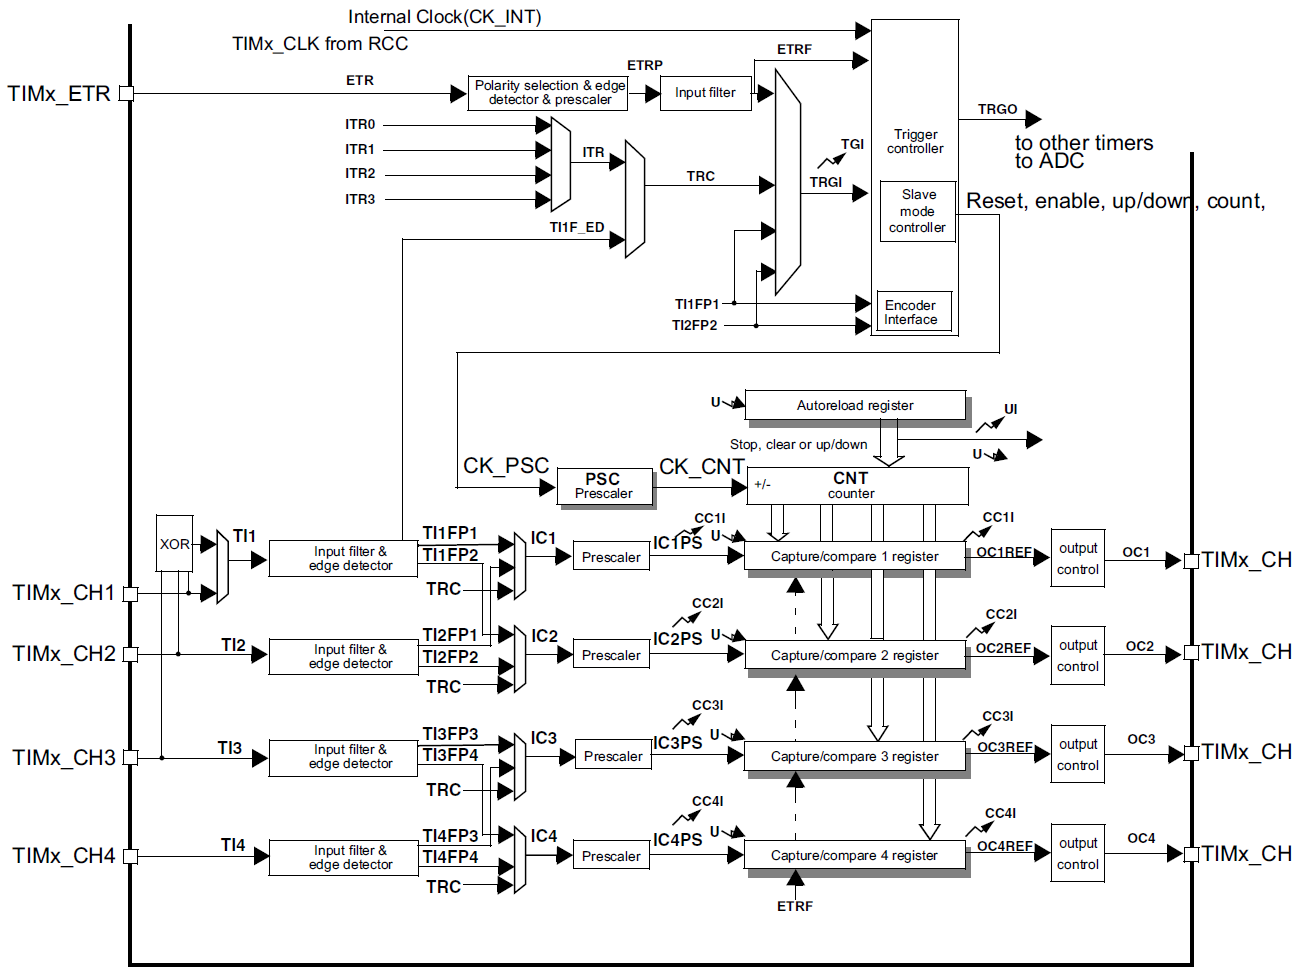 Internal Clock(CK_INT)
TIMx_CLK from RCC
ETRF
ETR
ETRP
TIMx_ETR
Polarity selection & edge
detector & prescaler
Input filter
TRGO
to other timers
to ADC
Trigger
controller
ITR0
ITR1
ITR2
ITR3
ITR
TRC
TGI
TRGI
TI1F_ED
Slave
mode
controller
Reset, enable, up/down, count,
TI1FP1
TI2FP2
Encoder
Interface
U
Autoreload register
UI
U
Stop, clear or up/down
CK_PSC
PSC
Prescaler
CK_CNT
+/-
CNT
counter
XOR
TI1
Input filter &
edge detector
TI1FP1
TI1FP2
TRC
IC1
Prescaler
IC1PS
CC1I
U
Capture/compare 1 register
CC1I
OC1REF
output
control
OC1
TIMx_CH
TIMx_CH1
TIMx_CH2
TI2
Input filter &
edge detector
TI2FP1
TI2FP2
TRC
IC2
Prescaler
IC2PS
CC2I
U
Capture/compare 2 register
CC2I
OC2REF
output
control
OC2
TIMx_CH
TIMx_CH3
TI3
Input filter &
edge detector
TI3FP3
TI3FP4
TRC
IC3
Prescaler
IC3PS
CC3I
U
Capture/compare 3 register
CC3I
OC3REF
output
control
OC3
TIMx_CH
TIMx_CH4
TI4
Input filter &
edge detector
TI4FP3
TI4FP4
TRC
IC4
Prescaler
IC4PS
CC4I
U
Capture/compare 4 register
CC4I
OC4REF
output
control
OC4
TIMx_CH
ETRF